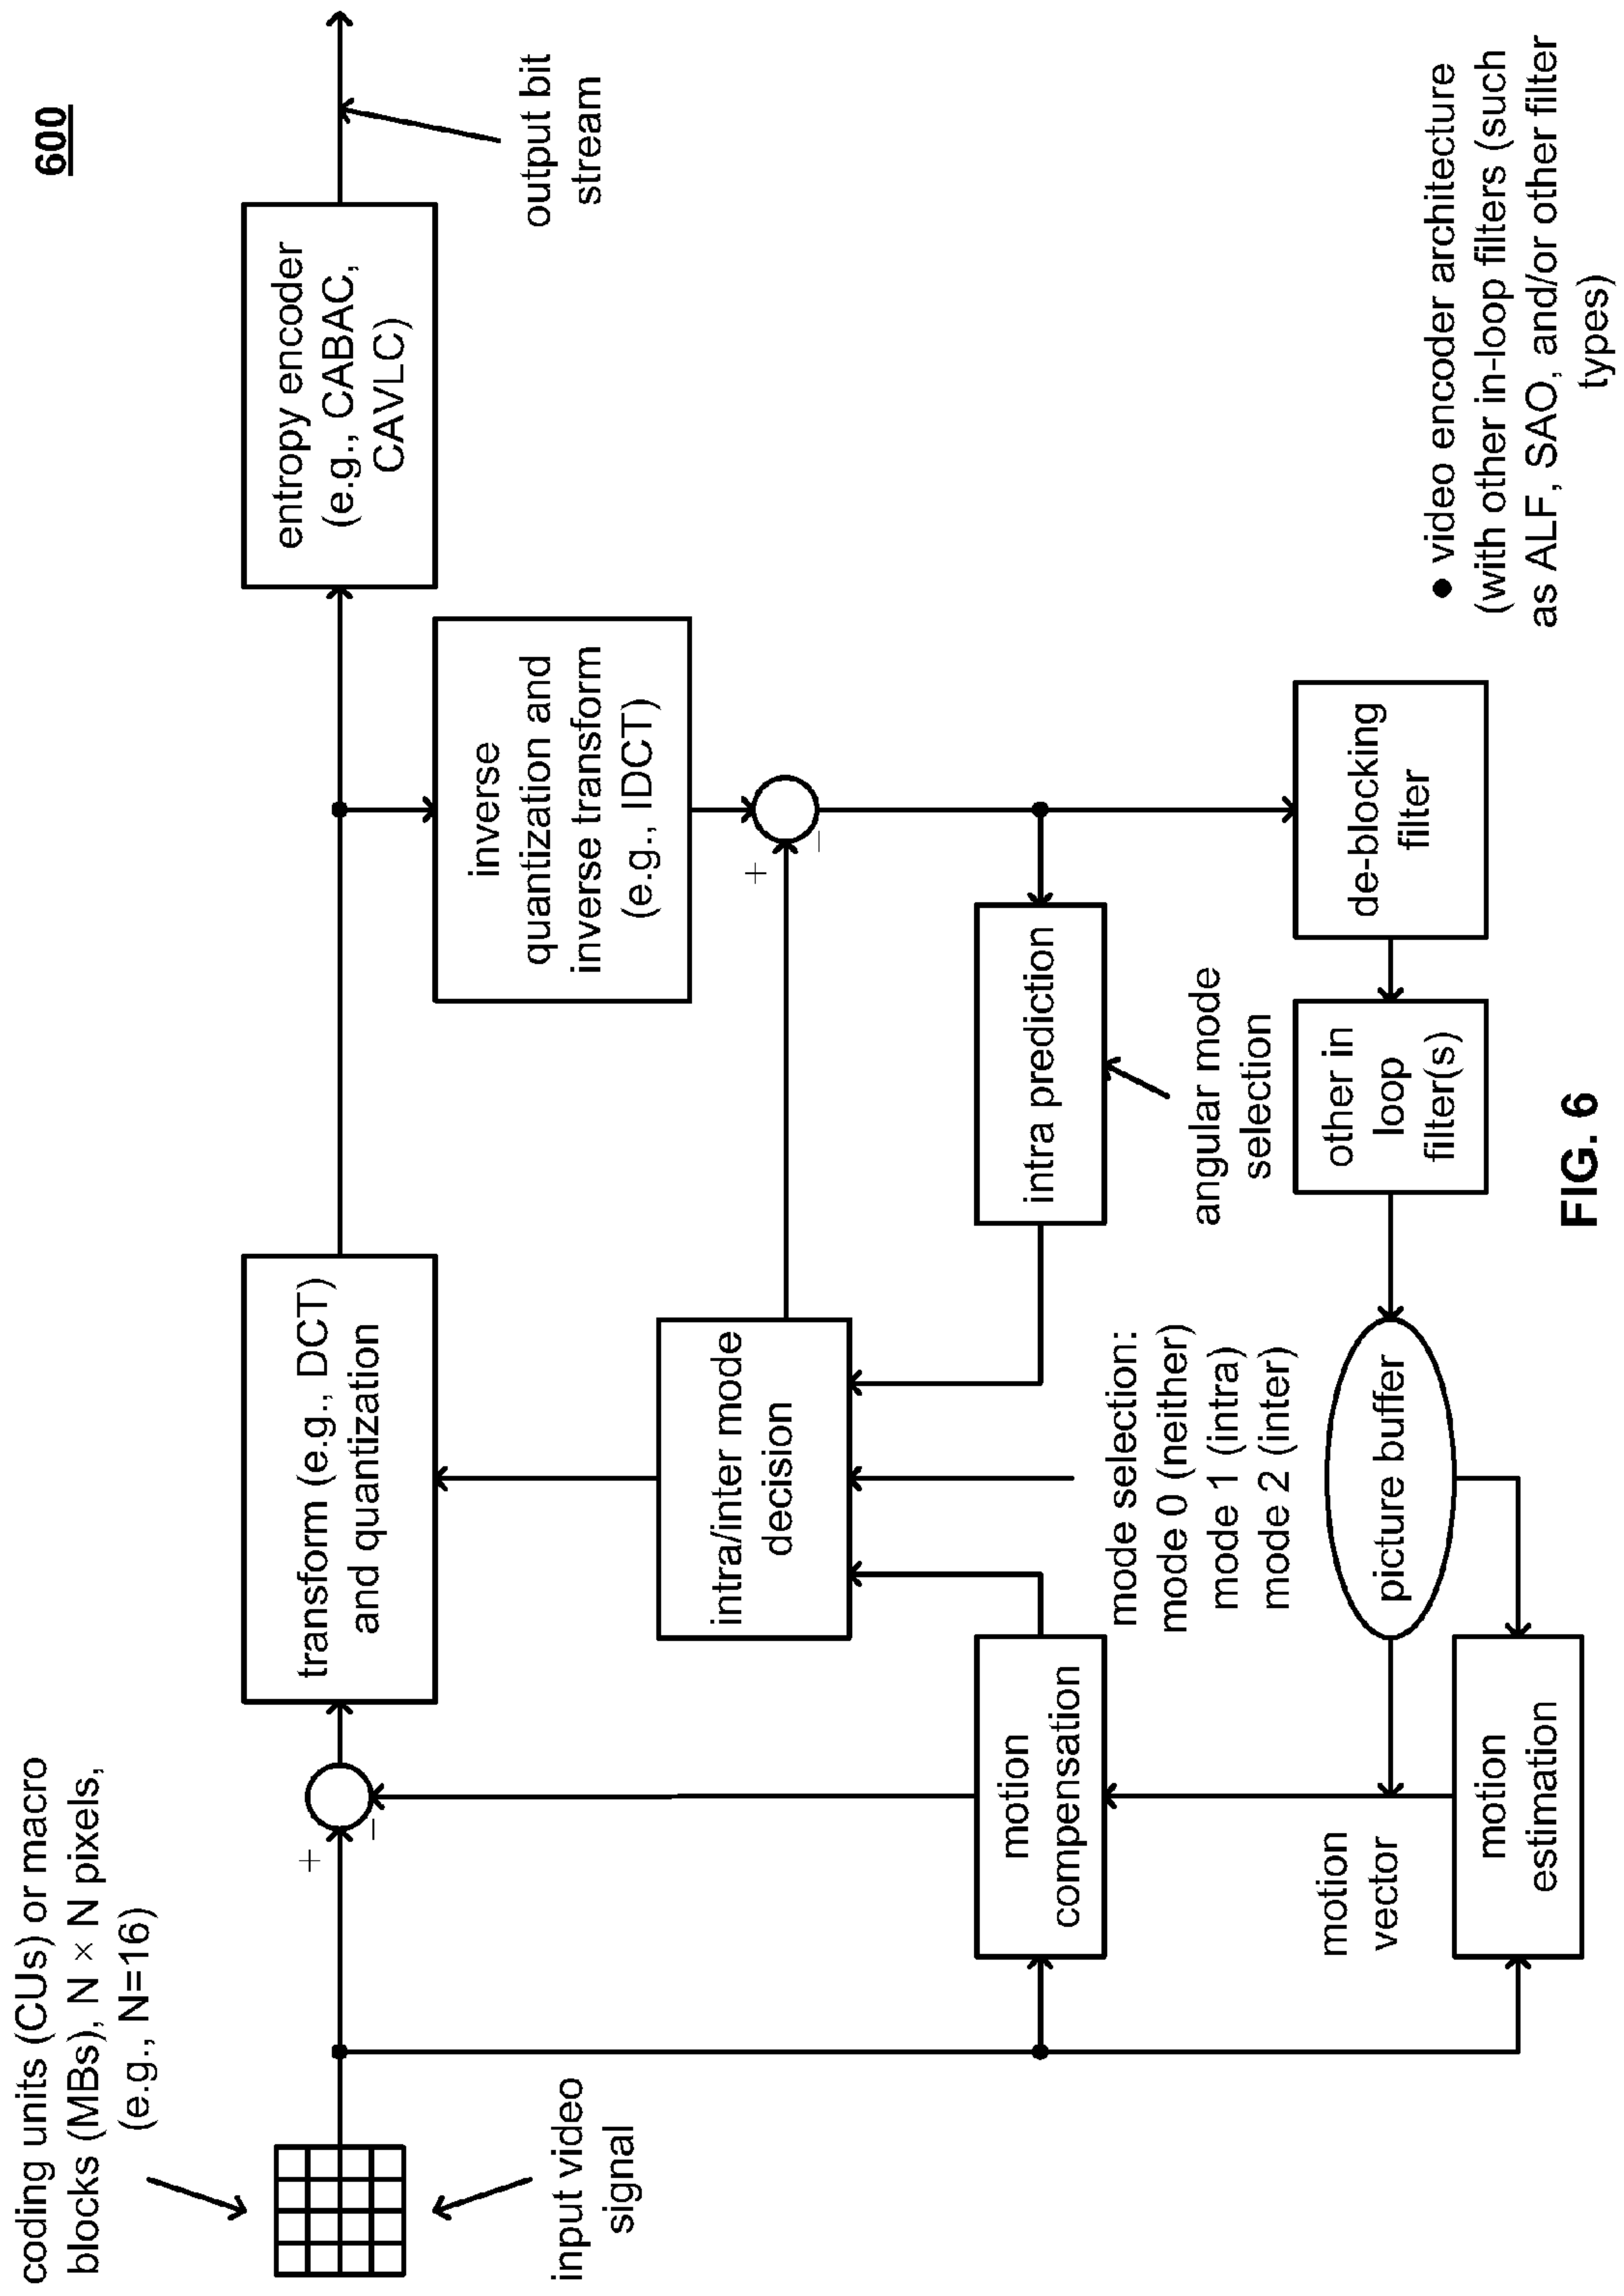 600
coding units (CUs) or macro
blocks (MBs), N × N pixels,
(e.g., N=16)
input video
signal
+
−
transform (e.g., DCT)
and quantization
entropy encoder
(e.g., CABAC,
CAVLC)
output bit
stream
inverse
quantization and
inverse transform
(e.g., IDCT)
+
−
intra/inter mode
decision
intra prediction
angular mode
selection
mode selection:
mode 0 (neither)
mode 1 (intra)
mode 2 (inter)
motion
compensation
motion
vector
motion
estimation
picture buffer
other in
loop
filter(s)
de-blocking
filter
● video encoder architecture
(with other in-loop filters (such
as ALF, SAO, and/or other filter
types)
FIG. 6